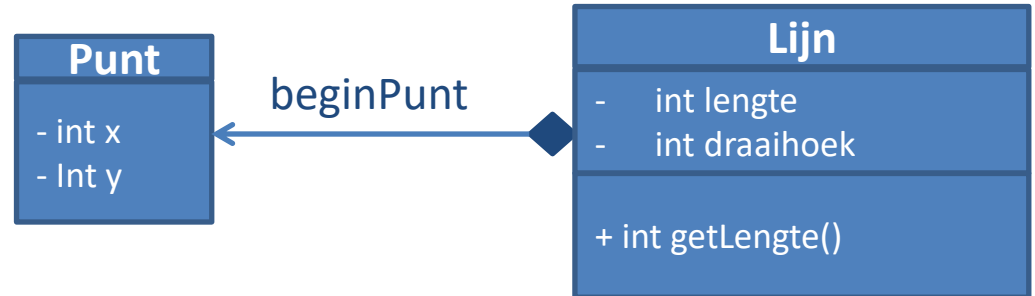 Punt
- int x
- Int y
beginPunt
Lijn
- int lengte
- int draaihoek
+ int getLengte()